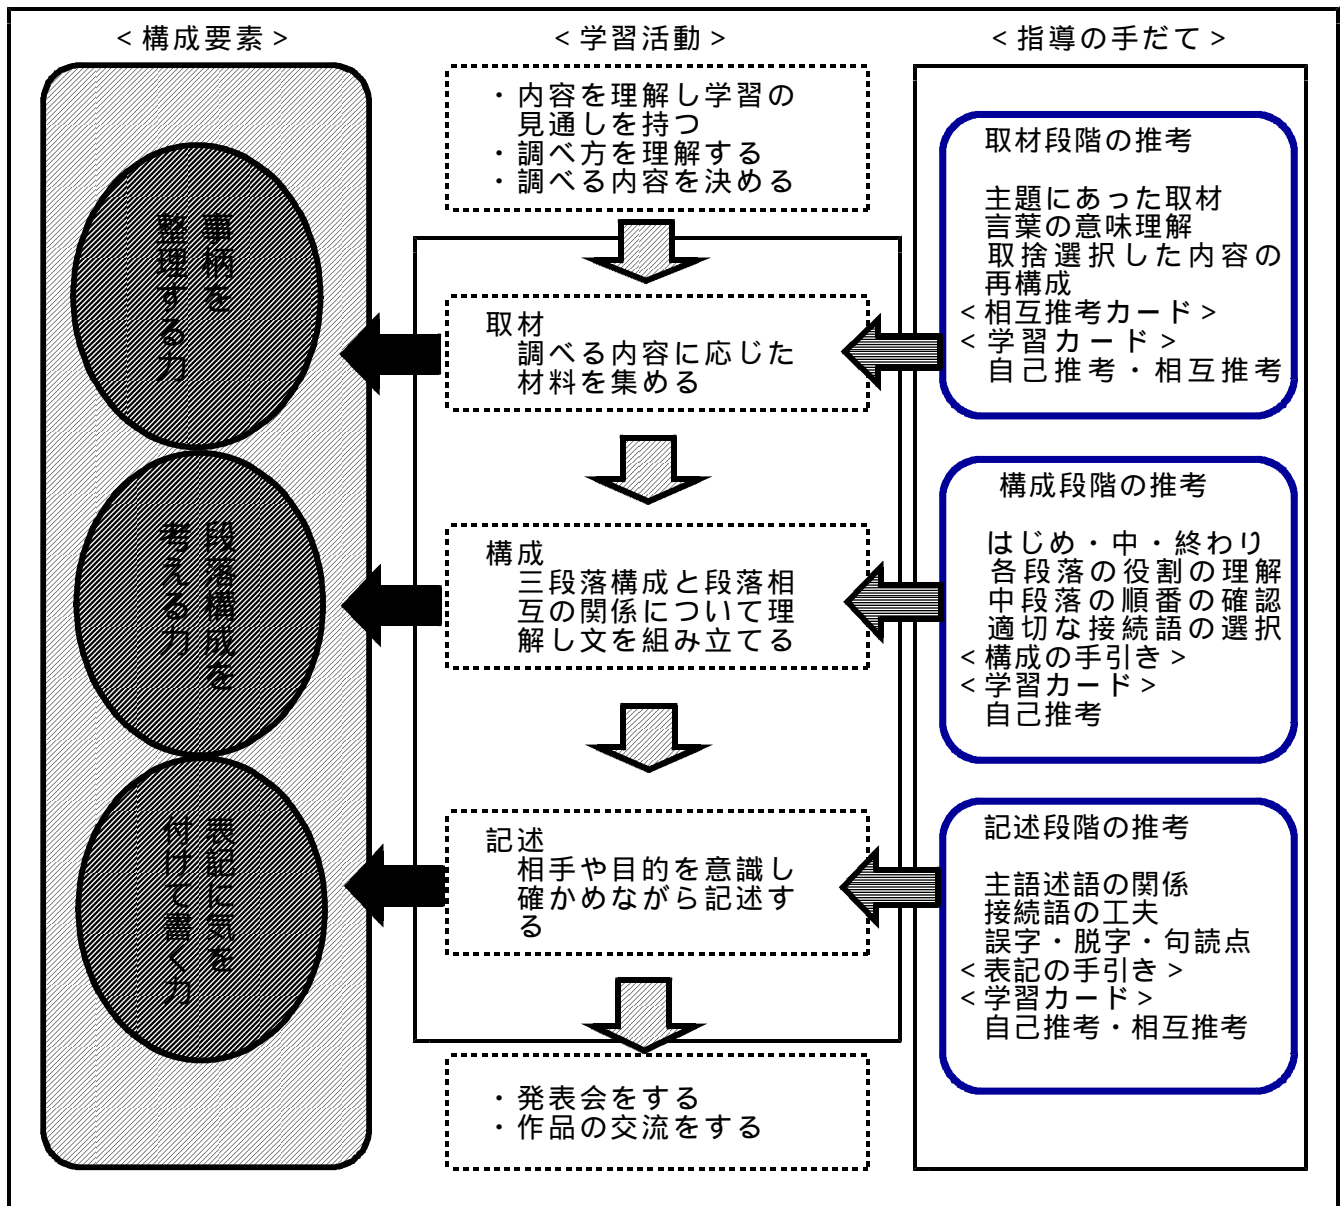 ＜構成要素＞
＜学習活動＞
＜指導の手だて＞
事柄を
整理する力
段落構成を
考える力
表記に気を
付けて書く力
・内容を理解し学習の
見通しを持つ
・調べ方を理解する
・調べる内容を決める
取材
調べる内容に応じた
材料を集める
構成
三段落構成と段落相
互の関係について理
解し文を組み立てる
記述
相手や目的を意識し
確かめながら記述す
る
・発表会をする
・作品の交流をする
取材段階の推考
主題にあった取材
言葉の意味理解
取捨選択した内容の
再構成
＜相互推考カード＞
＜学習カード＞
自己推考・相互推考
構成段階の推考
はじめ・中・終わり
各段落の役割の理解
中段落の順番の確認
適切な接続語の選択
＜構成の手引き＞
＜学習カード＞
自己推考
記述段階の推考
主語述語の関係
接続語の工夫
誤字・脱字・句読点
＜表記の手引き＞
＜学習カード＞
自己推考・相互推考